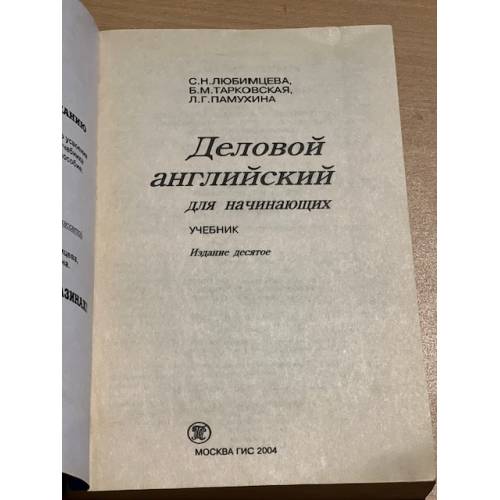 С.Н.ЛЮБИМЦЕВА,
Б.М.ТАРКОВСКАЯ,
Л.Г.ПАМУХИНА
Деловой
английский
для начинающих
УЧЕБНИК
Издание десятое
МОСКВА ГИС 2004